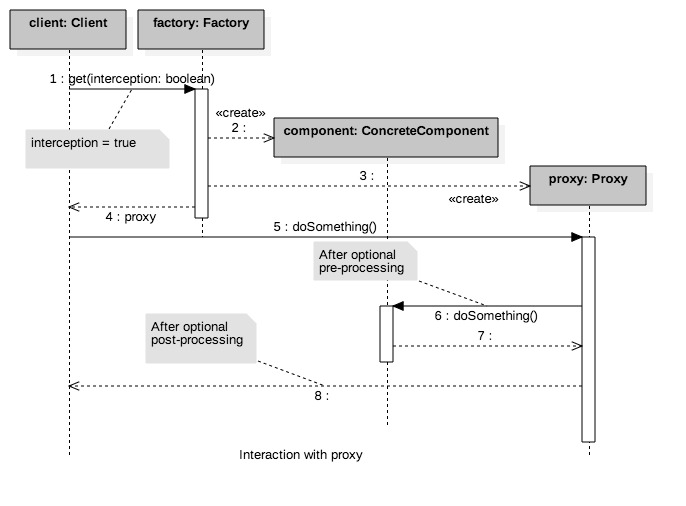 client: Client
factory: Factory
1 : get(interception: boolean)
«create»
2 :
component: ConcreteComponent
interception = true
3 :
proxy: Proxy
«create»
4 : proxy
5 : doSomething()
After optional
pre-processing
6 : doSomething()
After optional
post-processing
7 :
8 :
Interaction with proxy